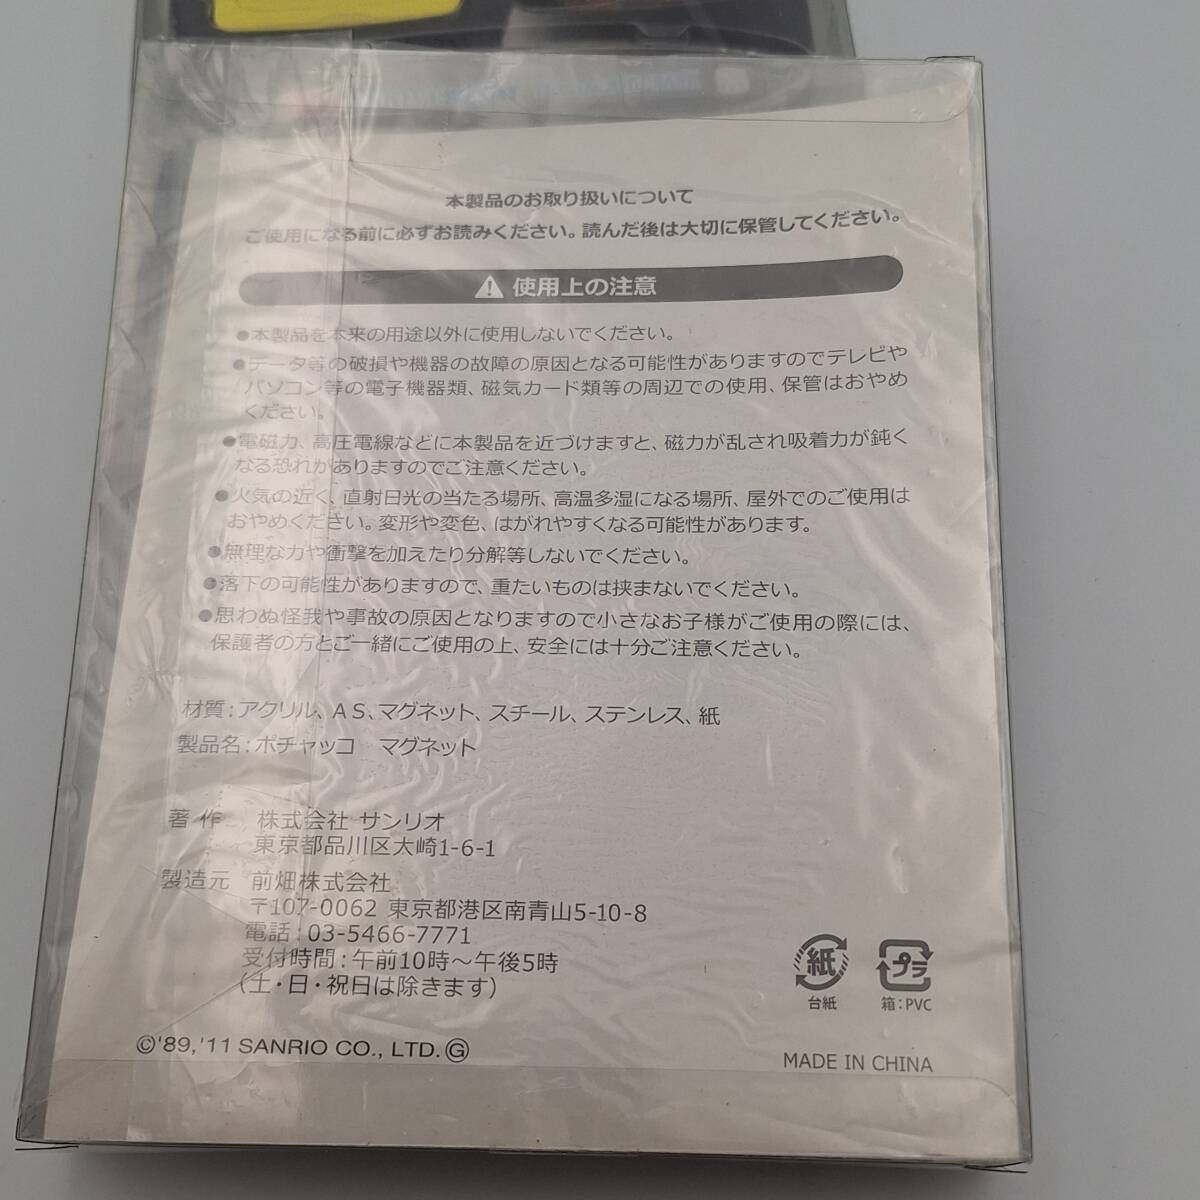 本製品のお取り扱いについて
ご使用になる前に必ずお読みください。読んだ後は大切に保管してください。
使用上の注意
●本製品を本来の用途以外に使用しないでください。
●データ等の破損や機器の故障の原因となる可能性がありますのでテレビや
パソコン等の電子機器類、磁気カード類等の周辺での使用、保管はおやめ
ください。
●電磁力、高圧電線などに本製品を近づけますと、磁力が乱され吸着力が鈍く
なる恐れがありますのでご注意ください。
●火気の近く、直射日光の当たる場所、高温多湿になる場所、屋外でのご使用は
おやめください。変形や変色、はがれやすくなる可能性があります。
●無理な力や衝撃を加えたり分解等しないでください。
●落下の可能性がありますので、重たいものは挟まないでください。
●思わぬ怪我や事故の原因となりますので小さなお子様がご使用の際には、
保護者の方とご一緒にご使用の上、安全には十分ご注意ください。
材質：アクリル、AS、マグネット、スチール、ステンレス、紙
製品名：ポチャッコ　マグネット
著 作：株式会社 サンリオ
東京都品川区大崎1-6-1
製造元　前畑株式会社
〒107-0062 東京都港区南青山5-10-8
電話：03-5466-7771
受付時間：午前10時～午後5時
（土・日・祝日は除きます）
紙
台紙
プラ
箱：PVC
©'89,'11 SANRIO CO., LTD. Ⓖ
MADE IN CHINA